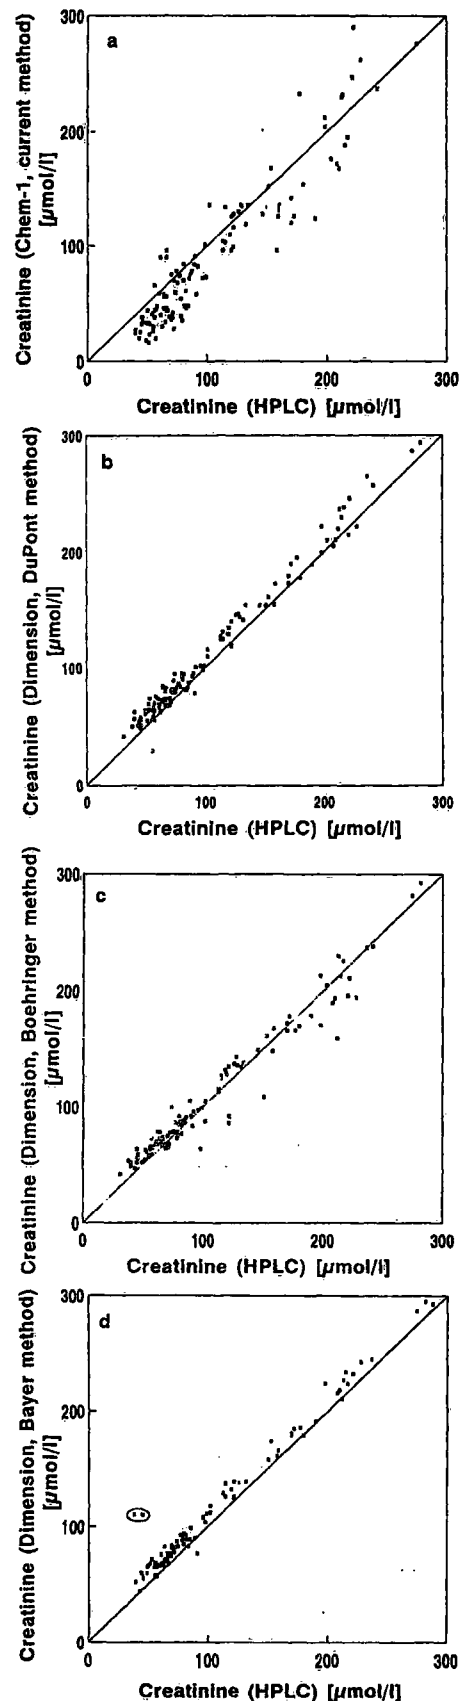 300
a
200
100
0
0 100 200 300
Creatinine (Chem-1, current method)
[µmol/l]
Creatinine (HPLC) [µmol/l]
300
b
200
100
0
0 100 200 300
Creatinine (Dimension, DuPont method)
[µmol/l]
Creatinine (HPLC) [µmol/l]
300
c
200
100
0
0 100 200 300
Creatinine (Dimension, Boehringer method)
[µmol/l]
Creatinine (HPLC) [µmol/l]
300
d
200
100
0
0 100 200 300
Creatinine (Dimension, Bayer method)
[µmol/l]
Creatinine (HPLC) [µmol/l]